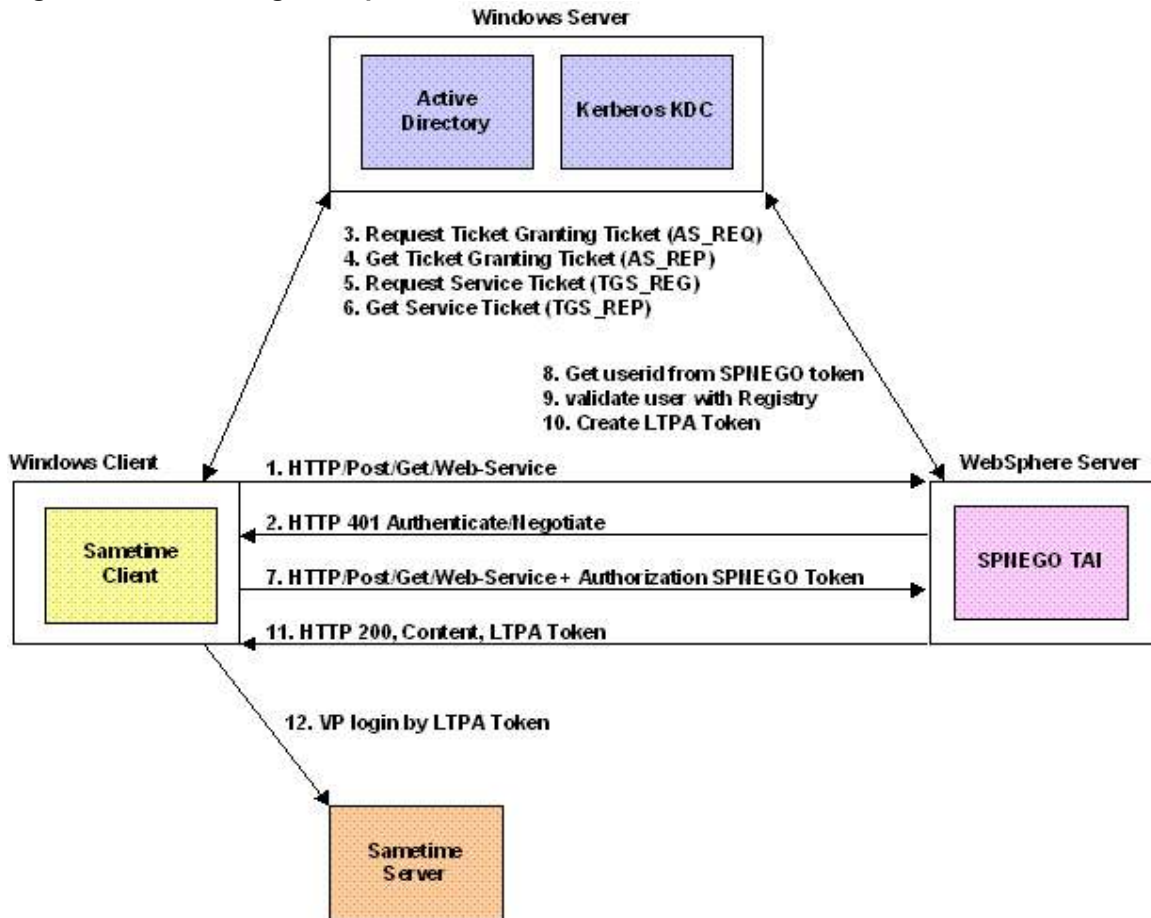 Windows Server
Active
Directory
Kerberos KDC
3. Request Ticket Granting Ticket (AS_REQ)
4. Get Ticket Granting Ticket (AS_REP)
5. Request Service Ticket (TGS_REG)
6. Get Service Ticket (TGS_REP)
8. Get userid from SPNEGO token
9. validate user with Registry
10. Create LTPA Token
Windows Client
WebSphere Server
1. HTTP/Post/Get/Web-Service
2. HTTP 401 Authenticate/Negotiate
Sametime
Client
SPNEGO TAI
7. HTTP/Post/Get/Web-Service + Authorization SPNEGO Token
11. HTTP 200, Content, LTPA Token
12. VP login by LTPA Token
Sametime
Server